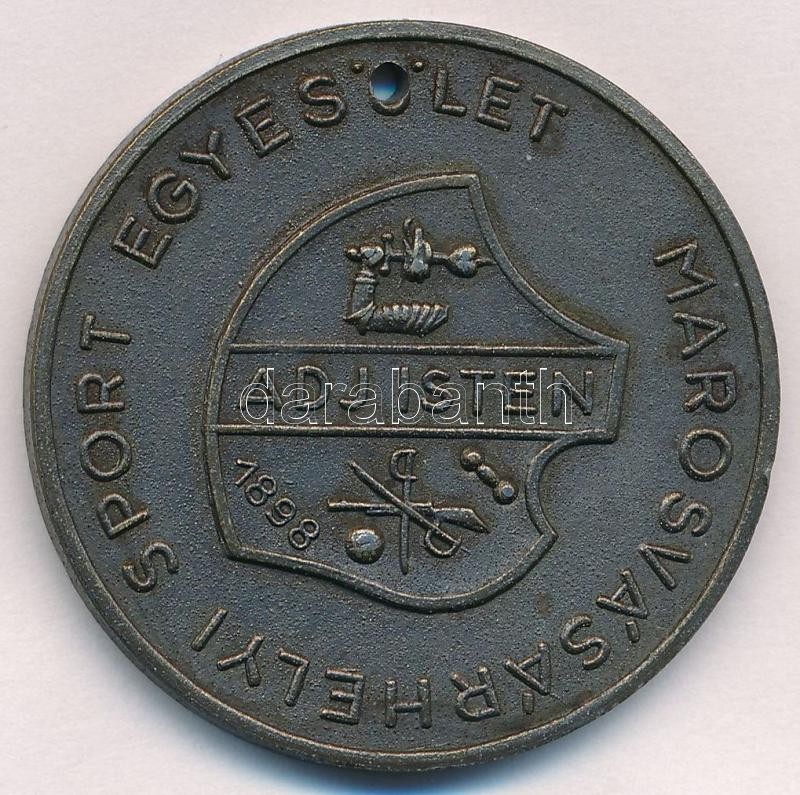 MAROSVÁSÁRHELYI SPORT EGYESÜLET
ADJ ISTEN
1898
darabanth